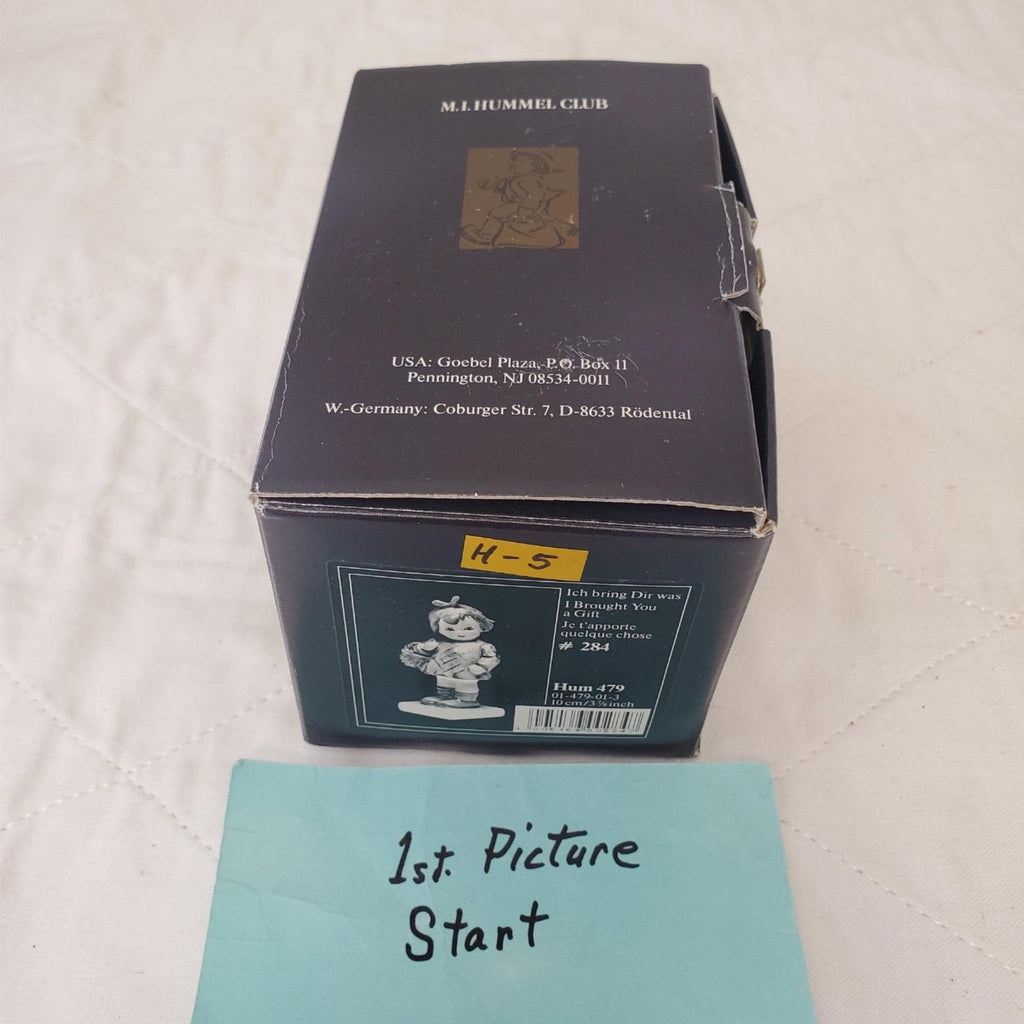 M.I. HUMMEL CLUB
USA: Goebel Plaza, P.O. Box 11
Pennington, NJ 08534-0011
W.-Germany: Coburger Str. 7, D-8633 Rödental
H-5
Ich bring Dir was
I Brought You
a Gift
Je t'apporte
quelque chose
# 284
Hum 479
01-479-01-3
10 cm/3 ⅞ inch
1st. Picture
Start